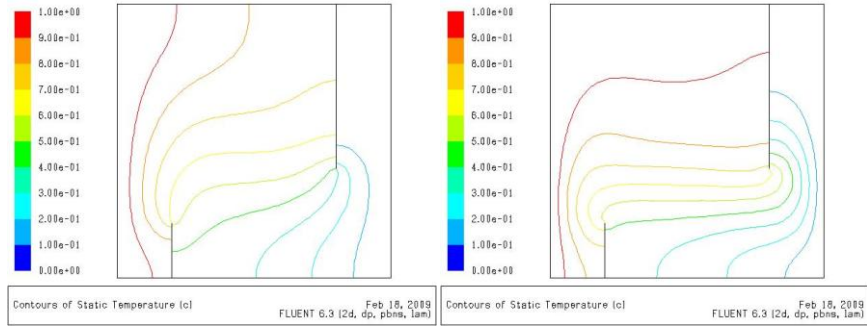 1.00e+00
9.00e-01
8.00e-01
7.00e-01
6.00e-01
5.00e-01
4.00e-01
3.00e-01
2.00e-01
1.00e-01
0.00e+00
Contours of Static Temperature (c)
Feb 18, 2009
FLUENT 6.3 (2d, dp, pbns, lam)
1.00e+00
9.00e-01
8.00e-01
7.00e-01
6.00e-01
5.00e-01
4.00e-01
3.00e-01
2.00e-01
1.00e-01
0.00e+00
Contours of Static Temperature (c)
Feb 18, 2009
FLUENT 6.3 (2d, dp, pbns, lam)